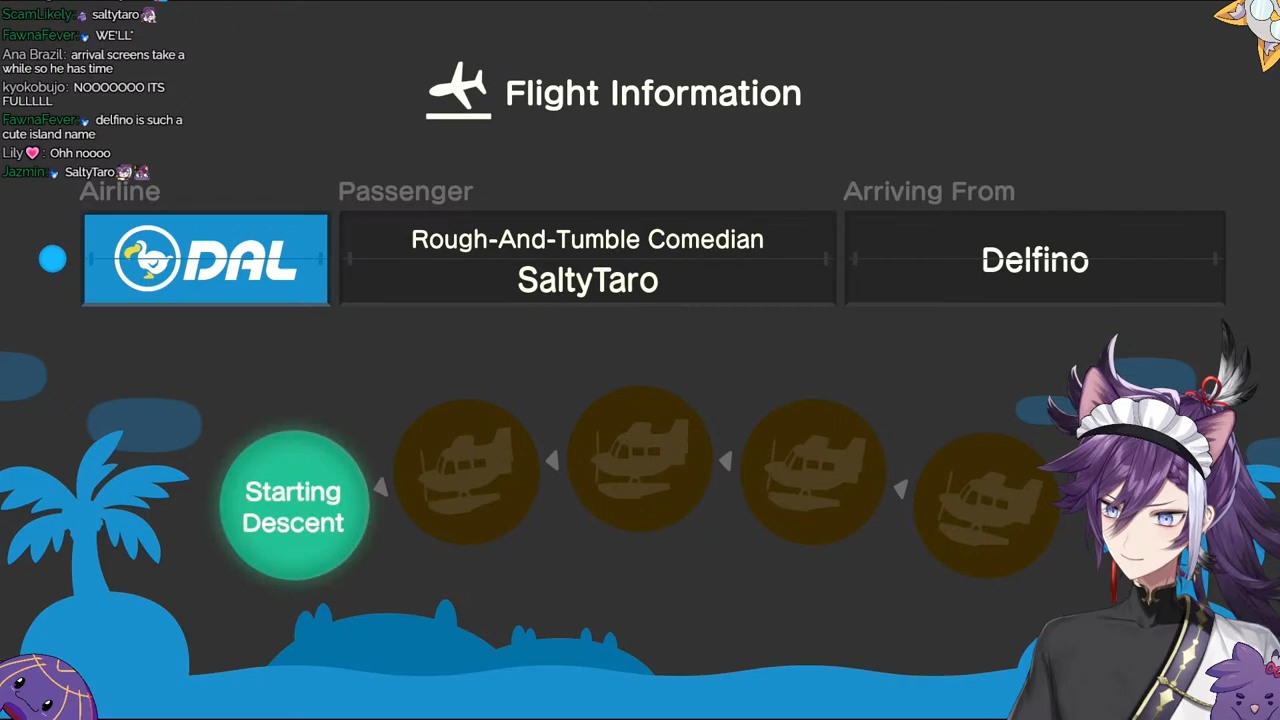 ScamLikely: saltytaro
FawnaFever: WE'LL*
Ana Brazil: arrival screens take a
while so he has time
kyokobujo: NOOOOOOO ITS
FULLLLL
FawnaFever: delfino is such a
cute island name
Lily: Ohh noooo
Jazmin: SaltyTaro
Flight Information
Airline
Passenger
Arriving From
DAL
Rough-And-Tumble Comedian
SaltyTaro
Delfino
Starting
Descent